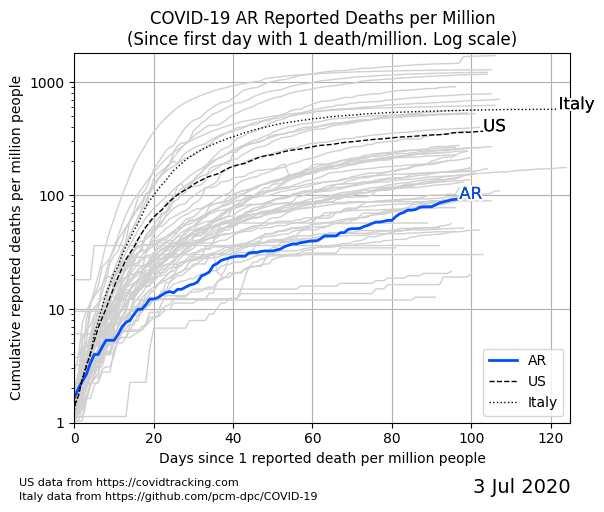 COVID-19 AR Reported Deaths per Million
(Since first day with 1 death/million. Log scale)
Cumulative reported deaths per million people
1000
100
10
1
Italy
US
AR
AR
US
Italy
0 20 40 60 80 100 120
Days since 1 reported death per million people
US data from https://covidtracking.com
Italy data from https://github.com/pcm-dpc/COVID-19
3 Jul 2020